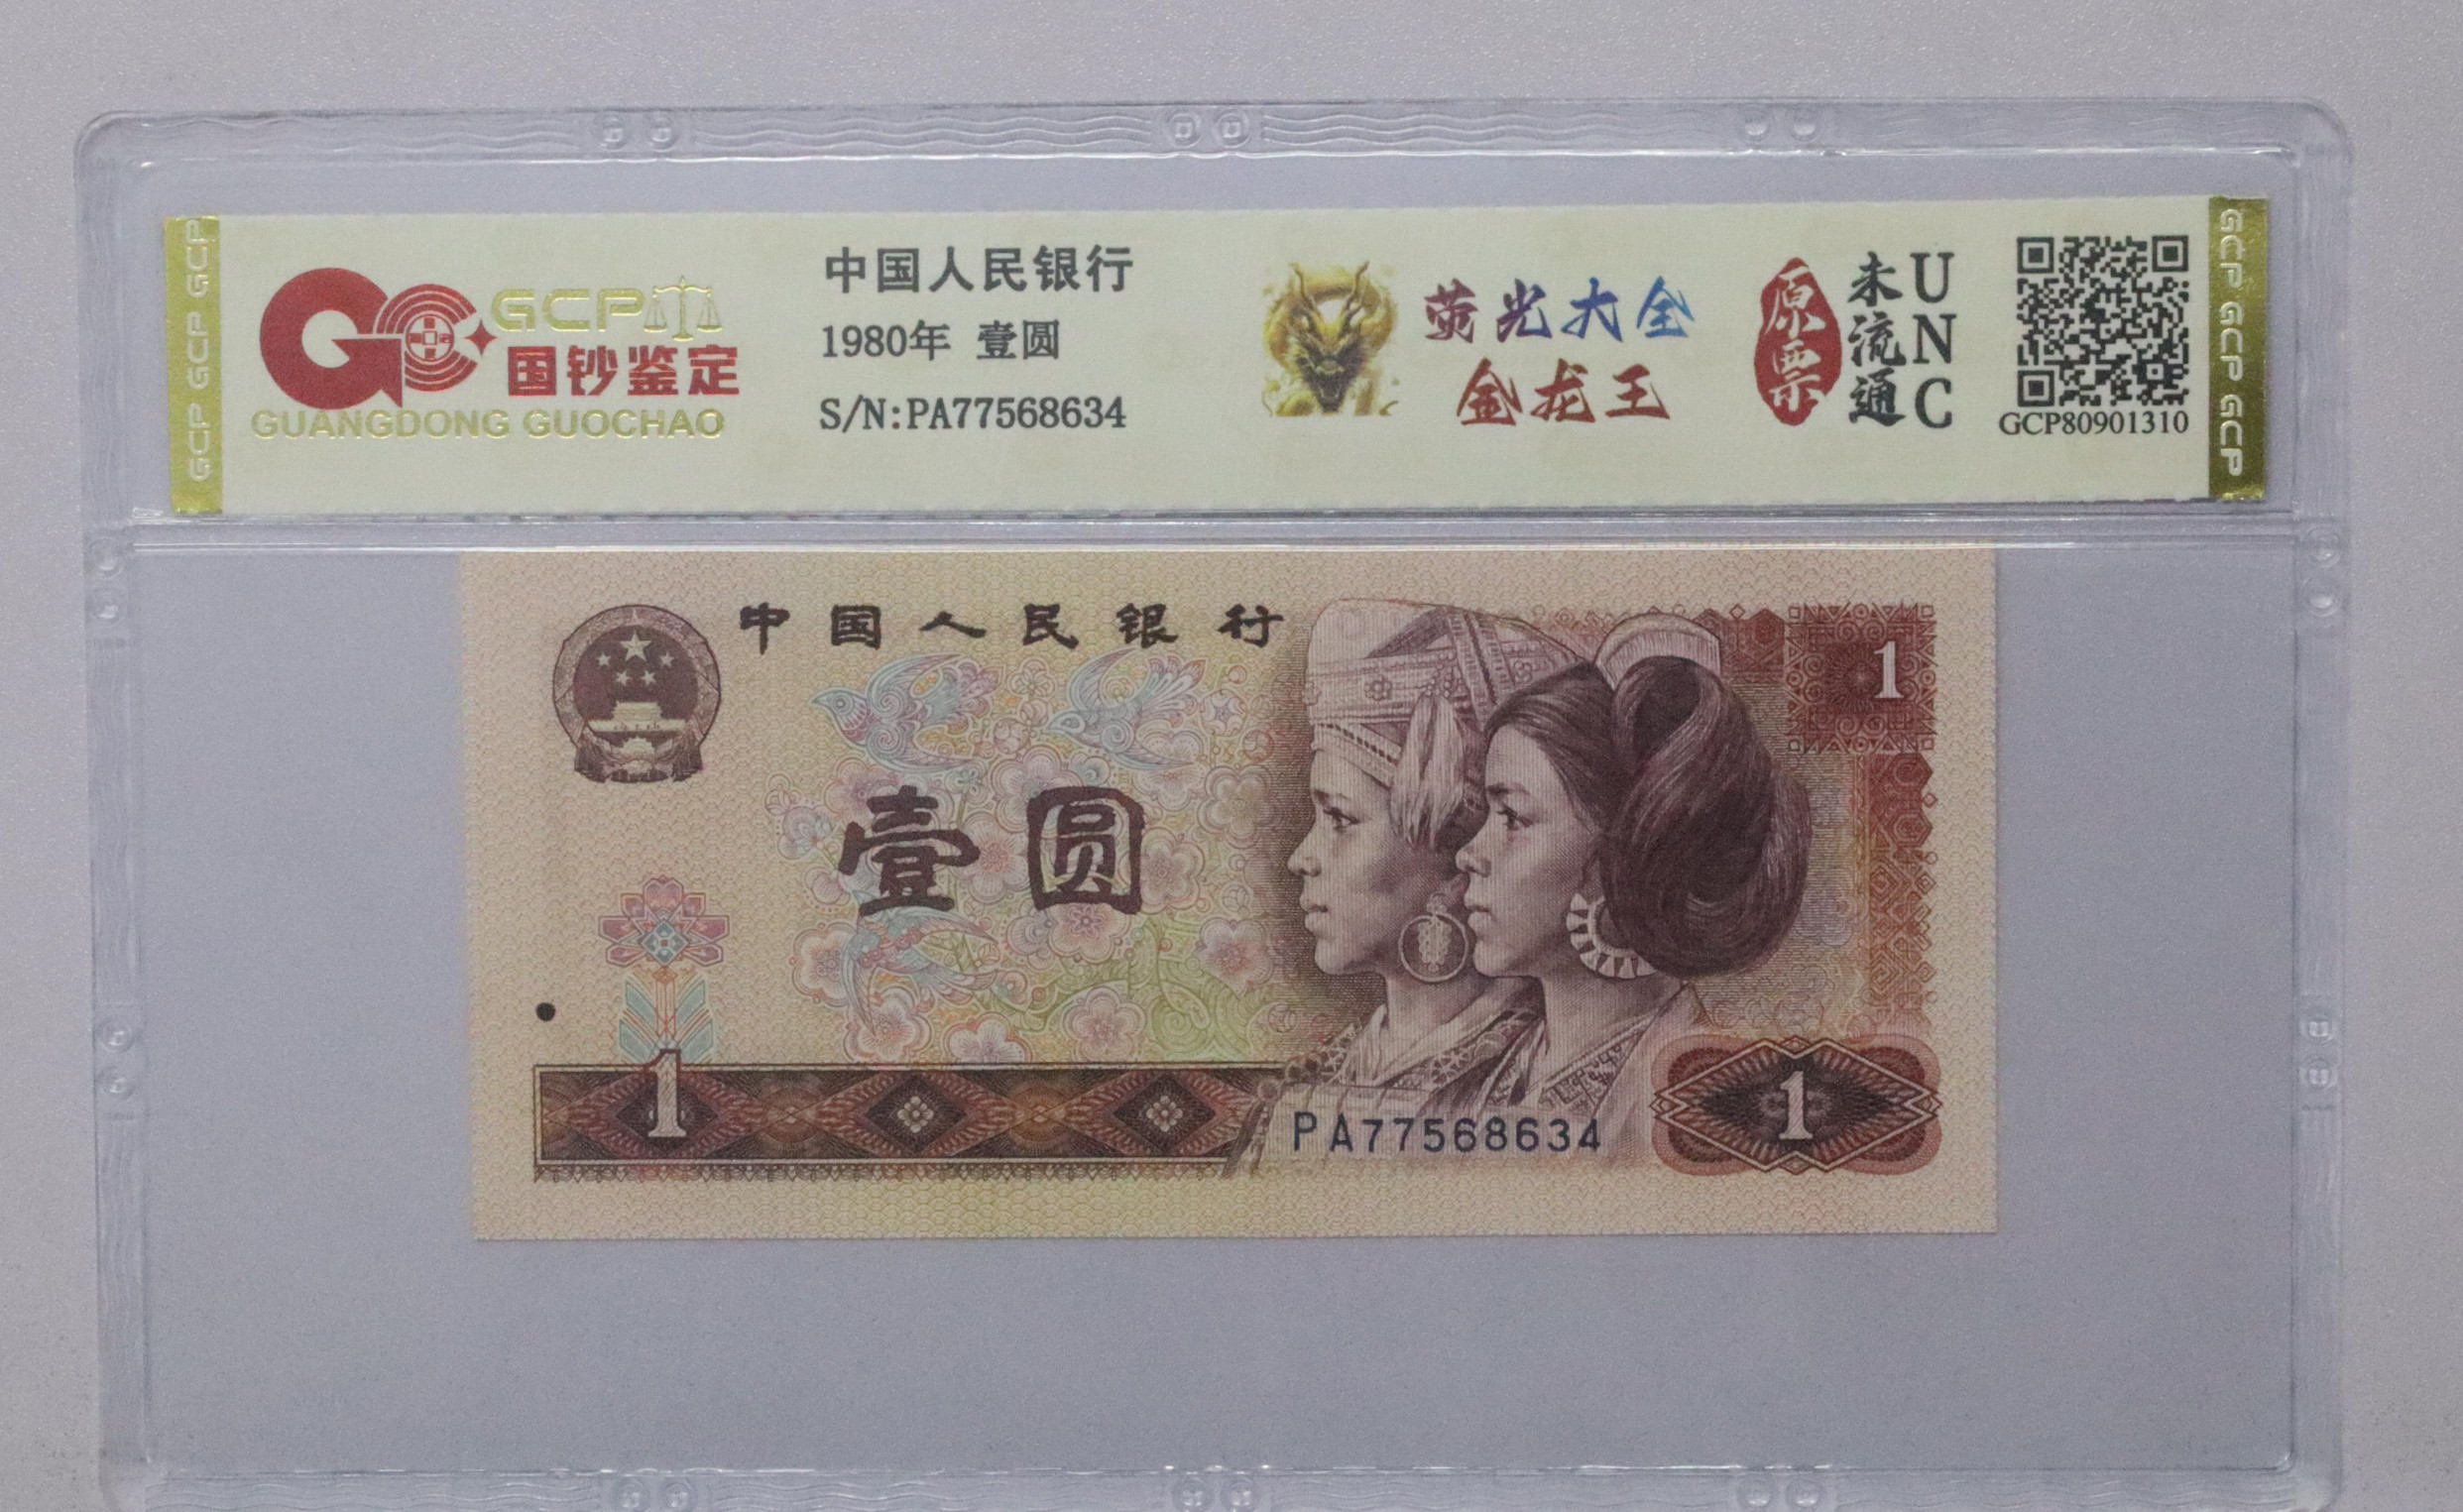 GCP
国钞鉴定
GUANGDONG GUOCHAO
中国人民银行
1980年 壹圆
S/N:PA77568634
荧光大全
金龙王
原票
未流通
UNC
GCP80901310
GCP GCP GCP
GCP GCP GCP
中国人民银行
1
壹圆
1
PA77568634
1